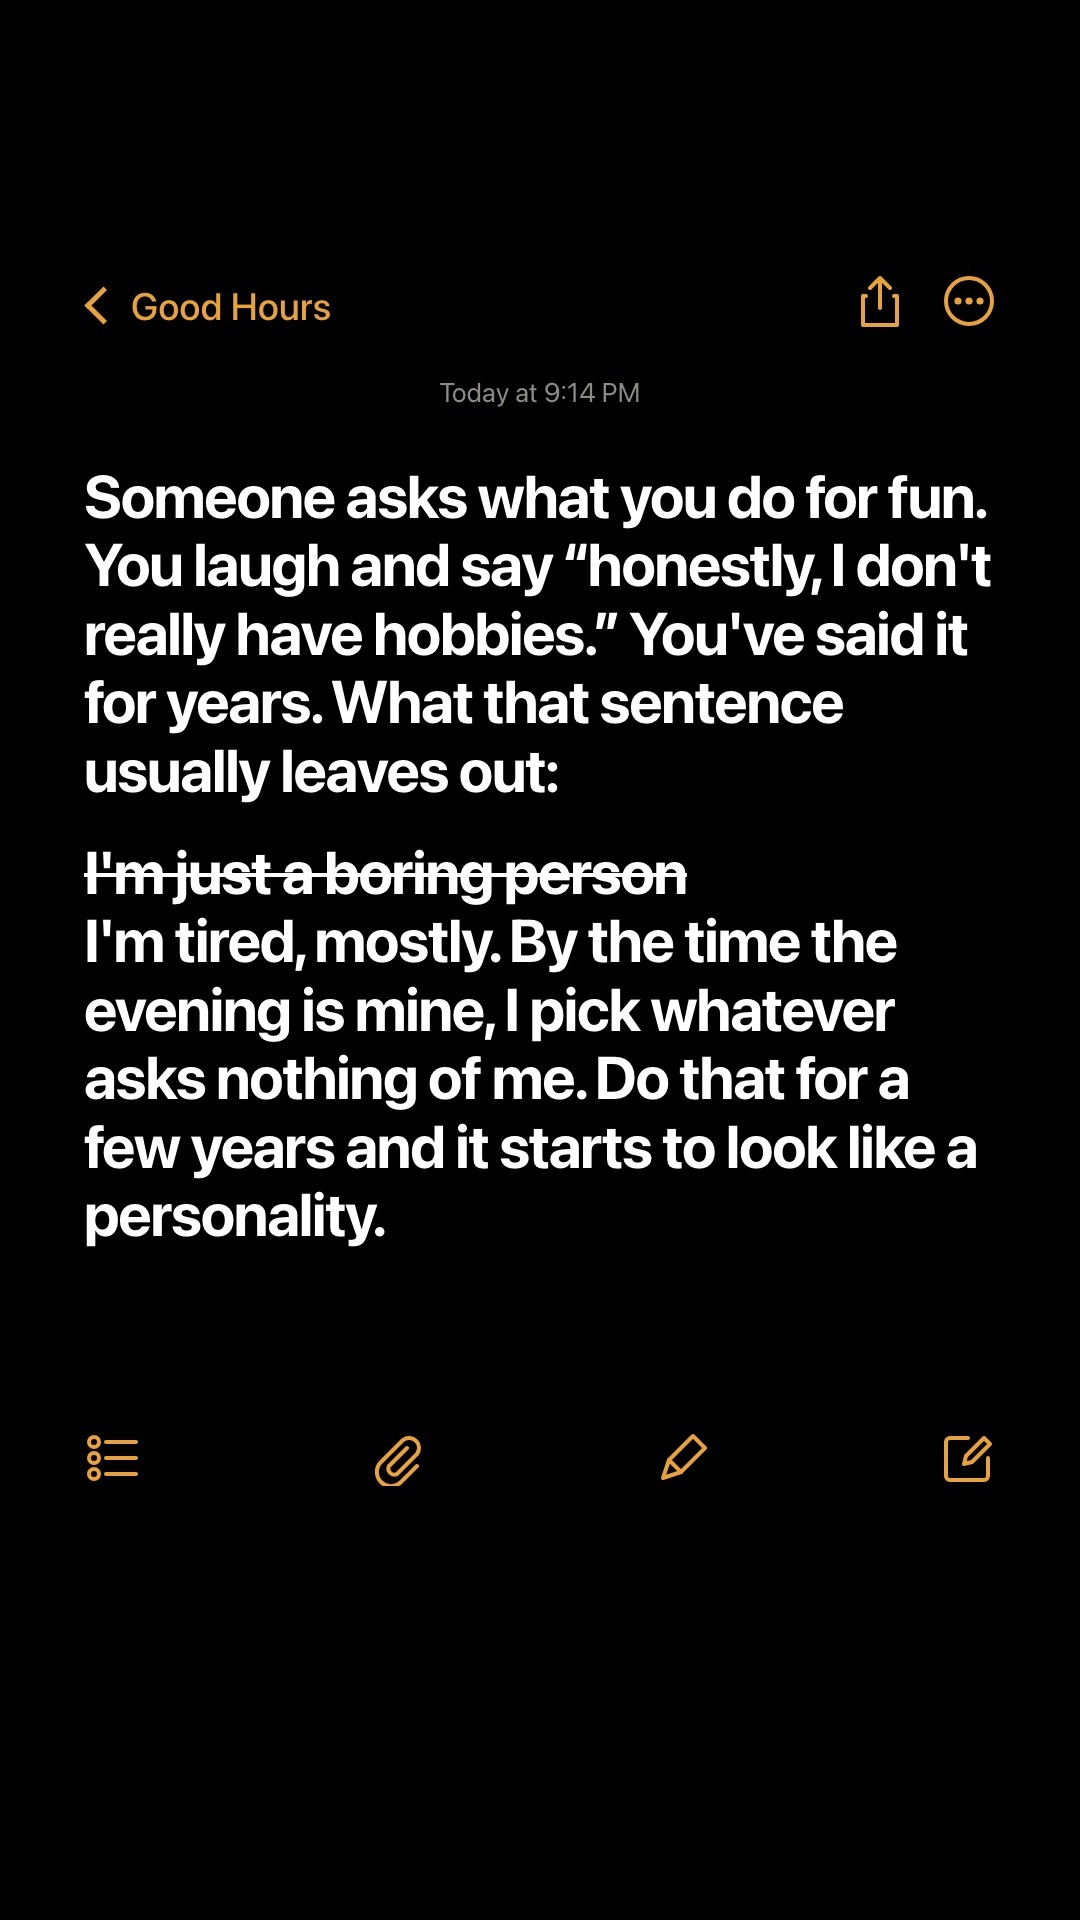 Good Hours
Today at 9:14 PM
Someone asks what you do for fun.
You laugh and say “honestly, I don't
really have hobbies.” You've said it
for years. What that sentence
usually leaves out:
I'm just a boring person
I'm tired, mostly. By the time the
evening is mine, I pick whatever
asks nothing of me. Do that for a
few years and it starts to look like a
personality.